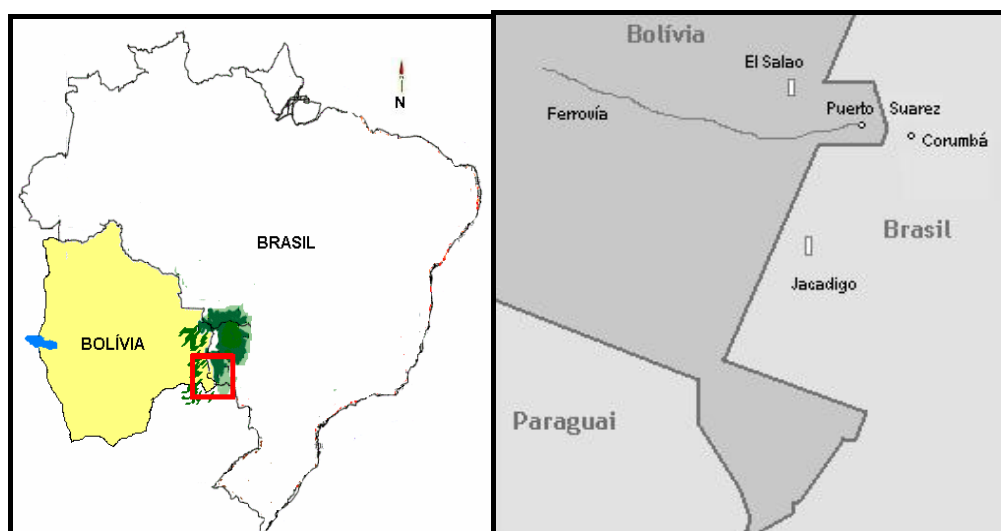 N
BRASIL
BOLÍVIA
Bolívia
El Salao
Ferrovía
Puerto Suarez
Corumbá
Brasil
Jacadigo
Paraguai